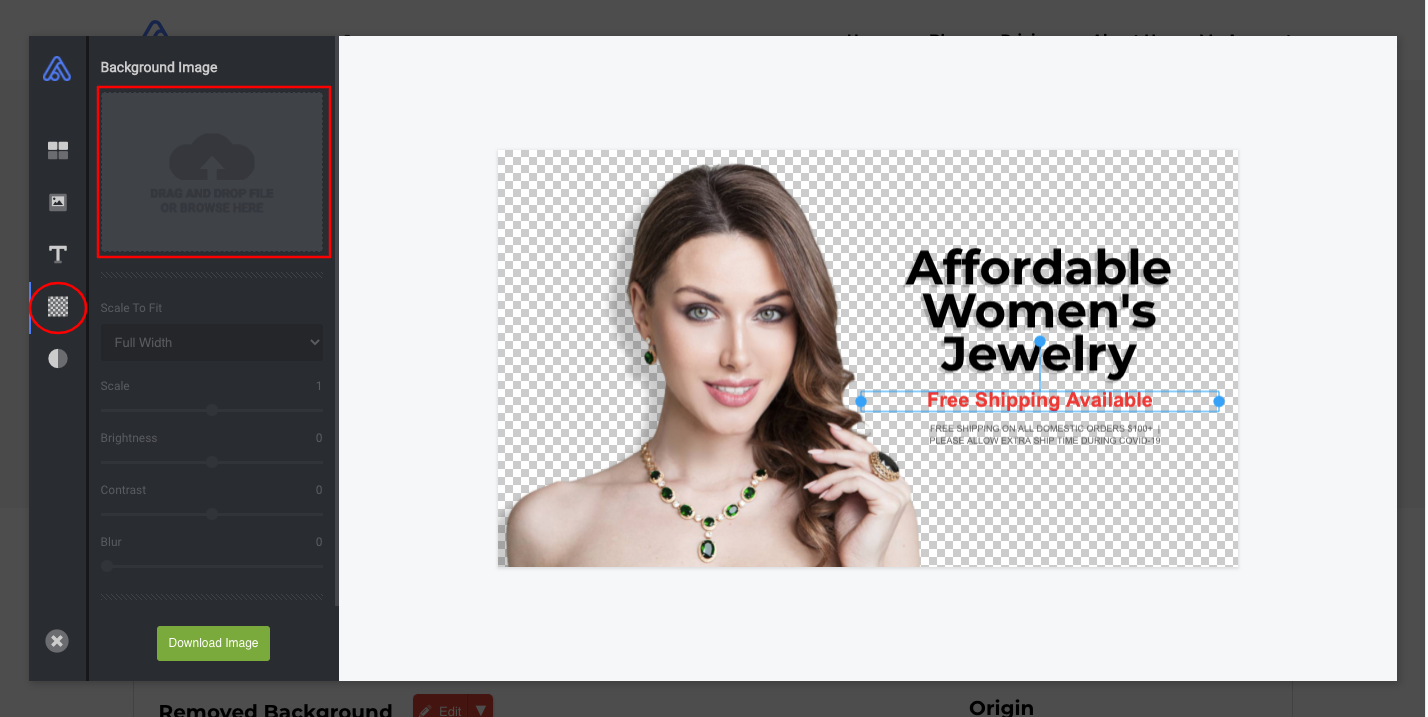 Background Image
DRAG AND DROP FILE
OR BROWSE HERE
Scale To Fit
Full Width
Scale 1
Brightness 0
Contrast 0
Blur 0
Download Image
Affordable
Women's
Jewelry
Free Shipping Available
FREE SHIPPING ON ALL DOMESTIC ORDERS $100+ |
PLEASE ALLOW EXTRA SHIP TIME DURING COVID-19
Removed Background
Edit
Origin